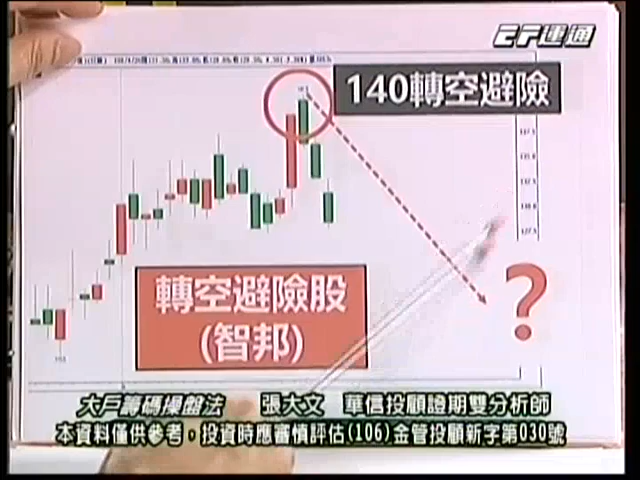 EF運通
140轉空避險
轉空避險股
(智邦)
?
大戶籌碼操盤法 張大文 華信投顧證期雙分析師
本資料僅供參考，投資時應審慎評估(106)金管投顧新字第030號